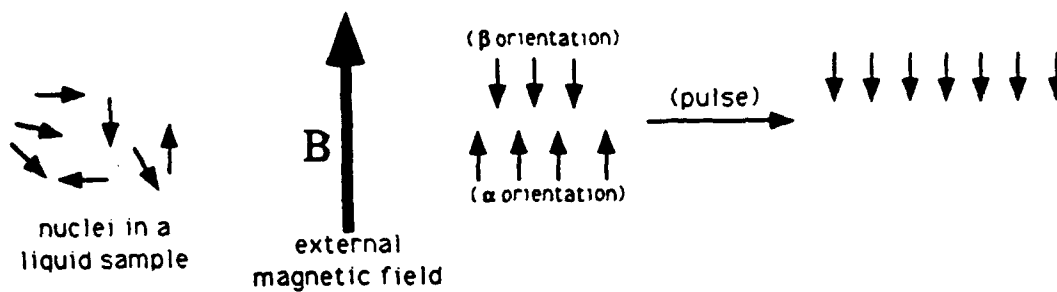 (β orientation)
(pulse)
B
(α orientation)
nuclei in a
liquid sample
external
magnetic field